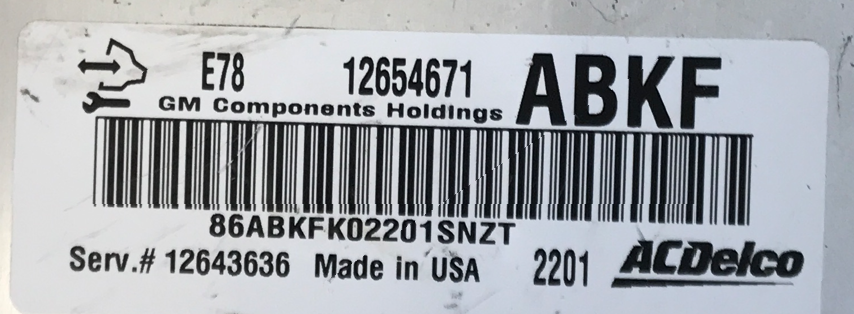 E78 12654671 ABKF
GM Components Holdings
86ABKFK02201SNZT
Serv.# 12643636 Made in USA 2201 ACDelco